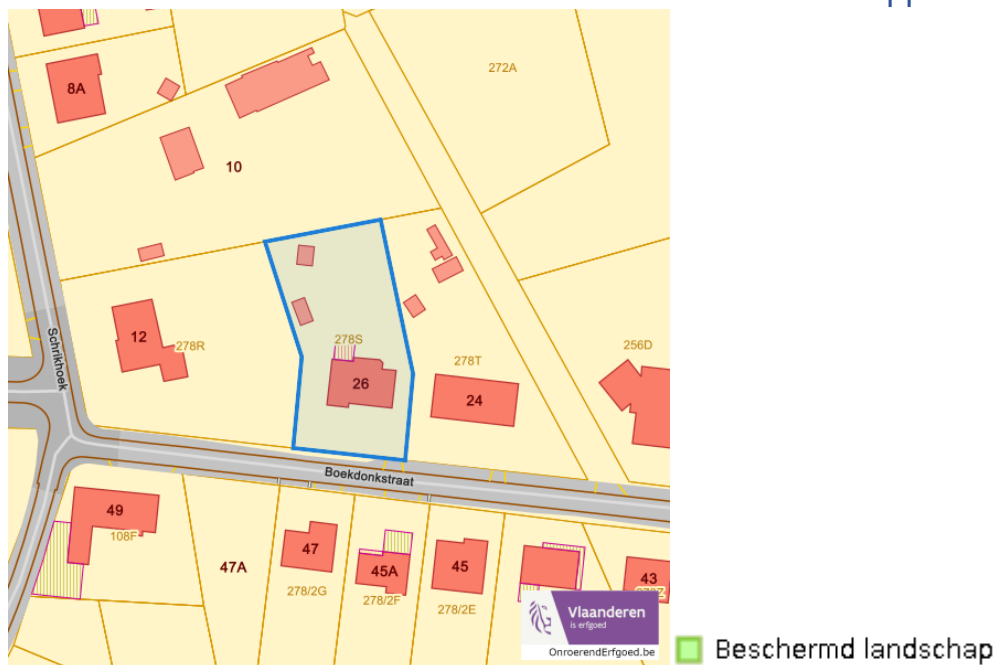 272A
8A
10
Schrikhoek
12
278R
278S
26
278T
24
256D
Boekdonkstraat
49
108F
47A
47
278/2G
45A
278/2F
45
278/2E
43
Vlaanderen
is erfgoed
OnroerendErfgoed.be
Beschermd landschap